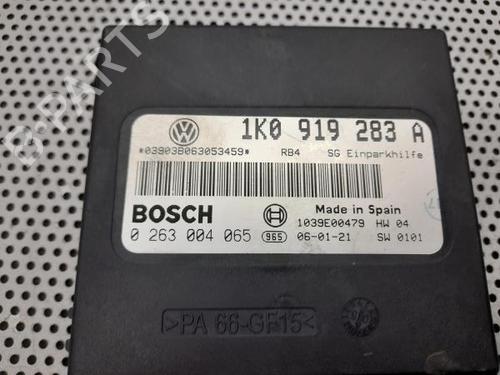 1K0 919 283 A
*03903B063053459* RB4 SG Einparkhilfe
BOSCH
Made in Spain
1039E00479 HW 04
0 263 004 065 965 06-01-21 SW 0101
>PA 66-GF15<
B-PARTS